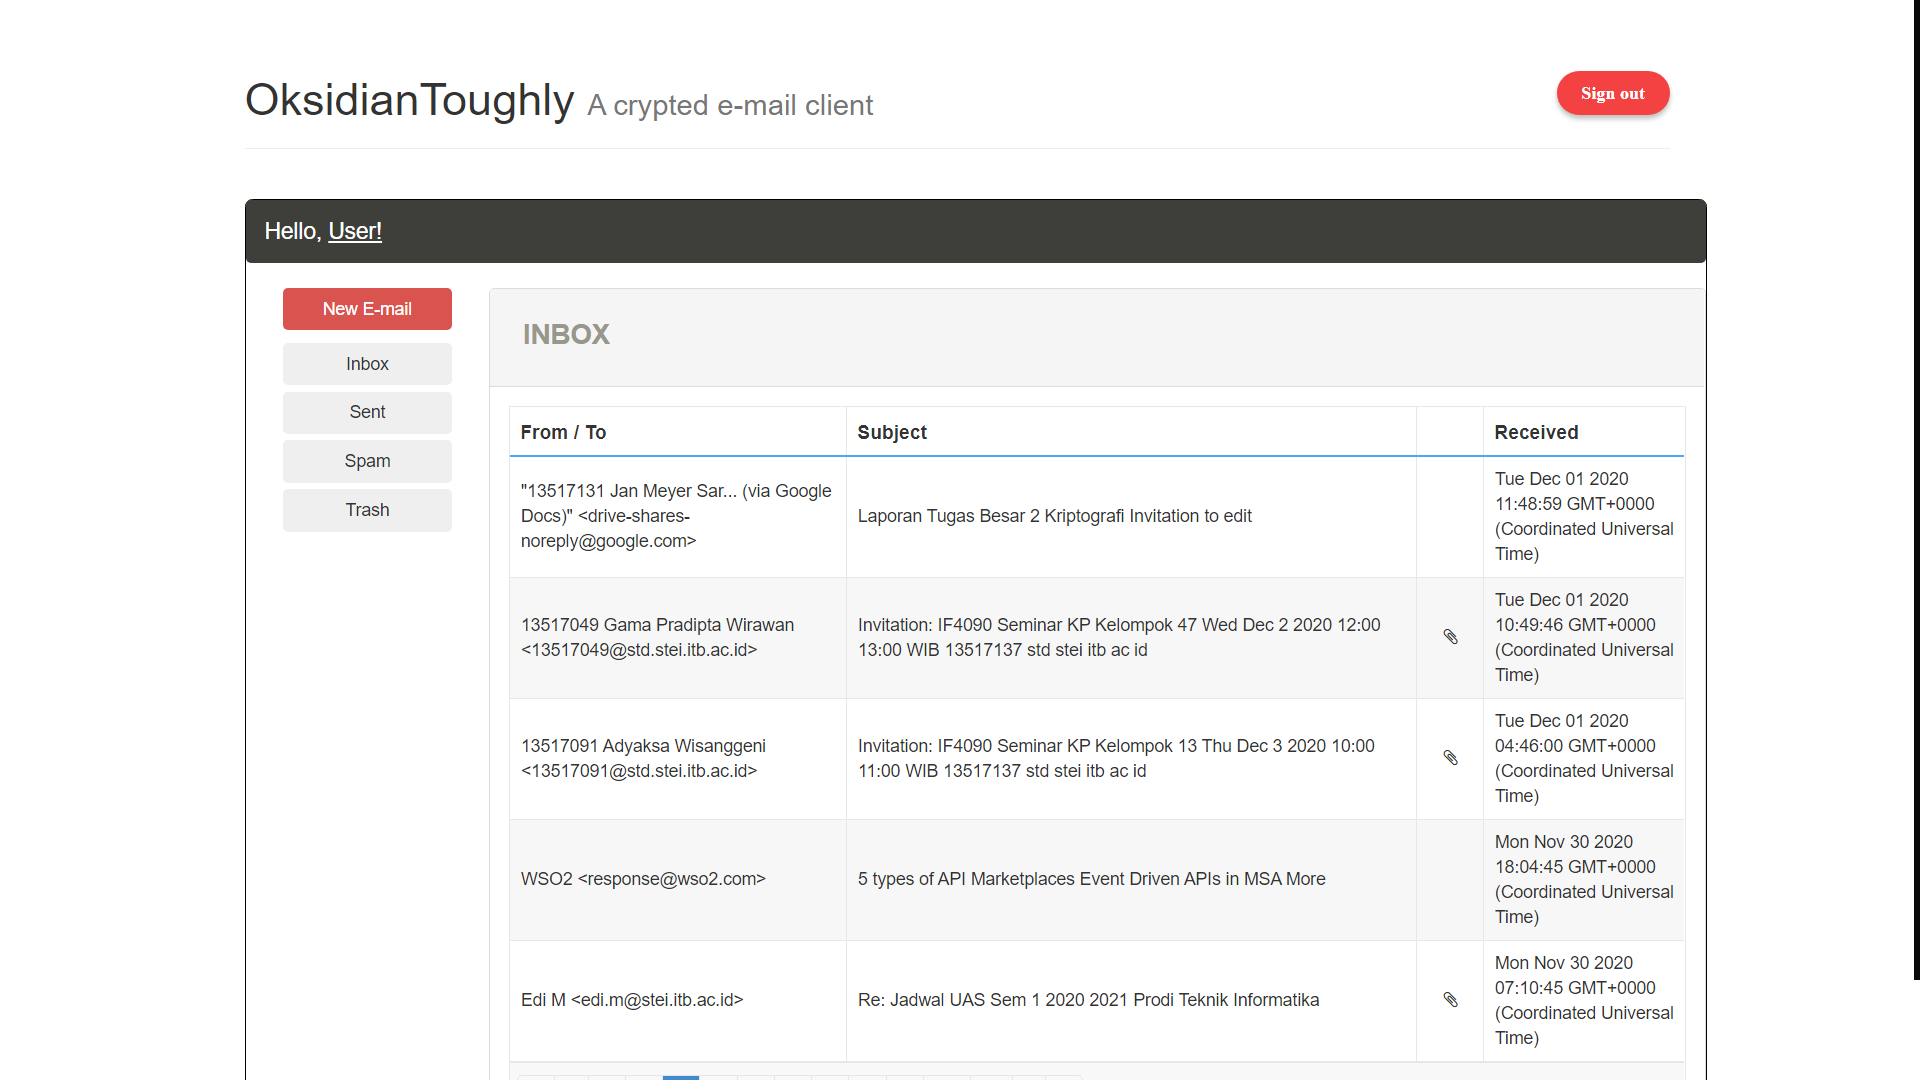 OksidianToughly A crypted e-mail client
Sign out
Hello, User!
New E-mail
Inbox
Sent
Spam
Trash
INBOX
From / To
Subject
Received
"13517131 Jan Meyer Sar... (via Google
Docs)" <drive-shares-
noreply@google.com>
Laporan Tugas Besar 2 Kriptografi Invitation to edit
Tue Dec 01 2020
11:48:59 GMT+0000
(Coordinated Universal
Time)
13517049 Gama Pradipta Wirawan
<13517049@std.stei.itb.ac.id>
Invitation: IF4090 Seminar KP Kelompok 47 Wed Dec 2 2020 12:00
13:00 WIB 13517137 std stei itb ac id
Tue Dec 01 2020
10:49:46 GMT+0000
(Coordinated Universal
Time)
13517091 Adyaksa Wisanggeni
<13517091@std.stei.itb.ac.id>
Invitation: IF4090 Seminar KP Kelompok 13 Thu Dec 3 2020 10:00
11:00 WIB 13517137 std stei itb ac id
Tue Dec 01 2020
04:46:00 GMT+0000
(Coordinated Universal
Time)
WSO2 <response@wso2.com>
5 types of API Marketplaces Event Driven APIs in MSA More
Mon Nov 30 2020
18:04:45 GMT+0000
(Coordinated Universal
Time)
Edi M <edi.m@stei.itb.ac.id>
Re: Jadwal UAS Sem 1 2020 2021 Prodi Teknik Informatika
Mon Nov 30 2020
07:10:45 GMT+0000
(Coordinated Universal
Time)